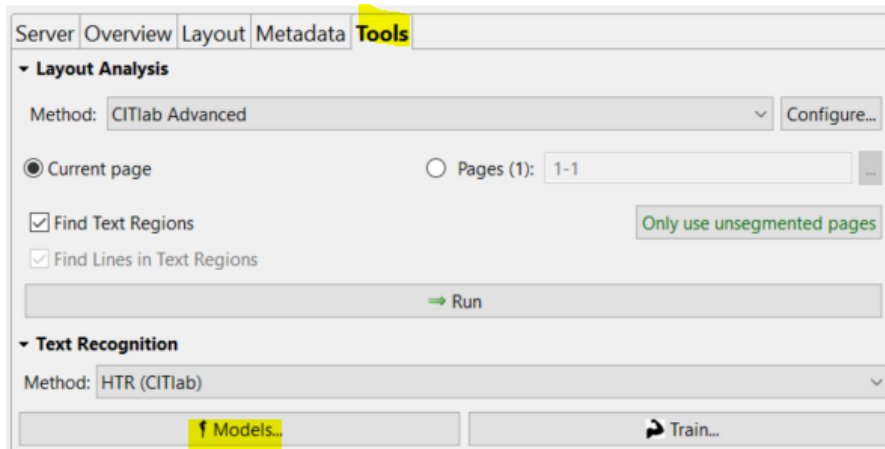 Server Overview Layout Metadata Tools
Layout Analysis
Method: CITlab Advanced Configure...
Current page Pages (1): 1-1 ...
Find Text Regions Only use unsegmented pages
Find Lines in Text Regions
⇒ Run
Text Recognition
Method: HTR (CITlab)
Models... Train...